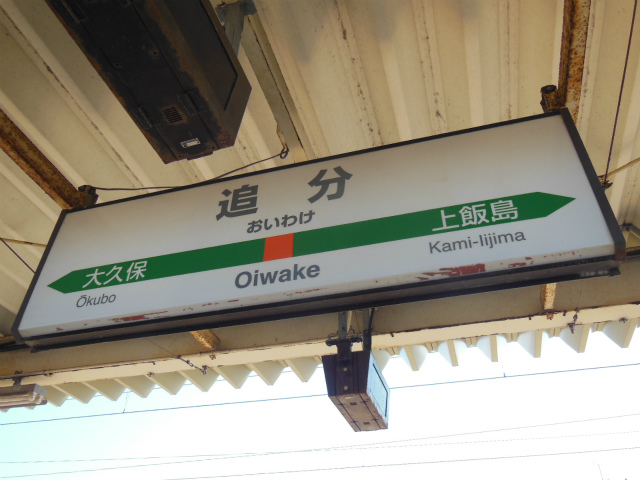 追分
おいわけ
Oiwake
大久保
Ōkubo
上飯島
Kami-Iijima